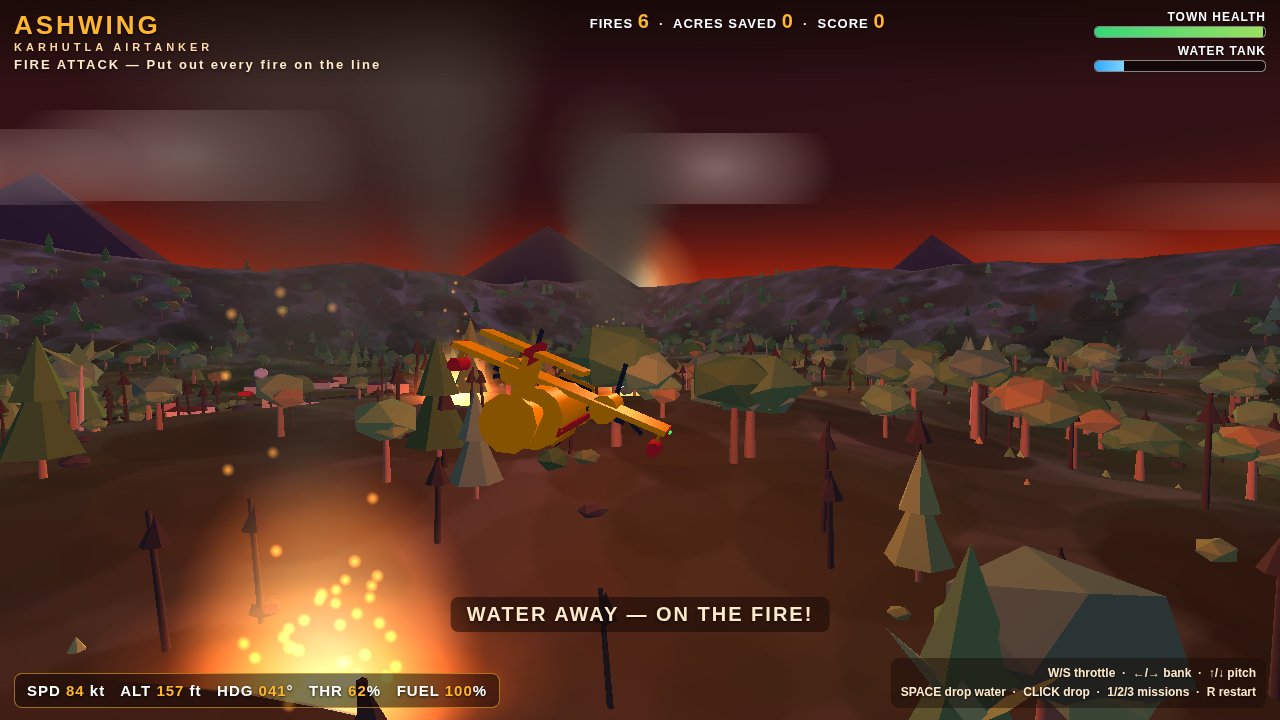 ASHWING
KARHUTLA AIRTANKER
FIRE ATTACK — Put out every fire on the line
FIRES 6 · ACRES SAVED 0 · SCORE 0
TOWN HEALTH
WATER TANK
WATER AWAY — ON THE FIRE!
SPD 84 kt ALT 157 ft HDG 041° THR 62% FUEL 100%
W/S throttle · ←/→ bank · ↑/↓ pitch
SPACE drop water · CLICK drop · 1/2/3 missions · R restart